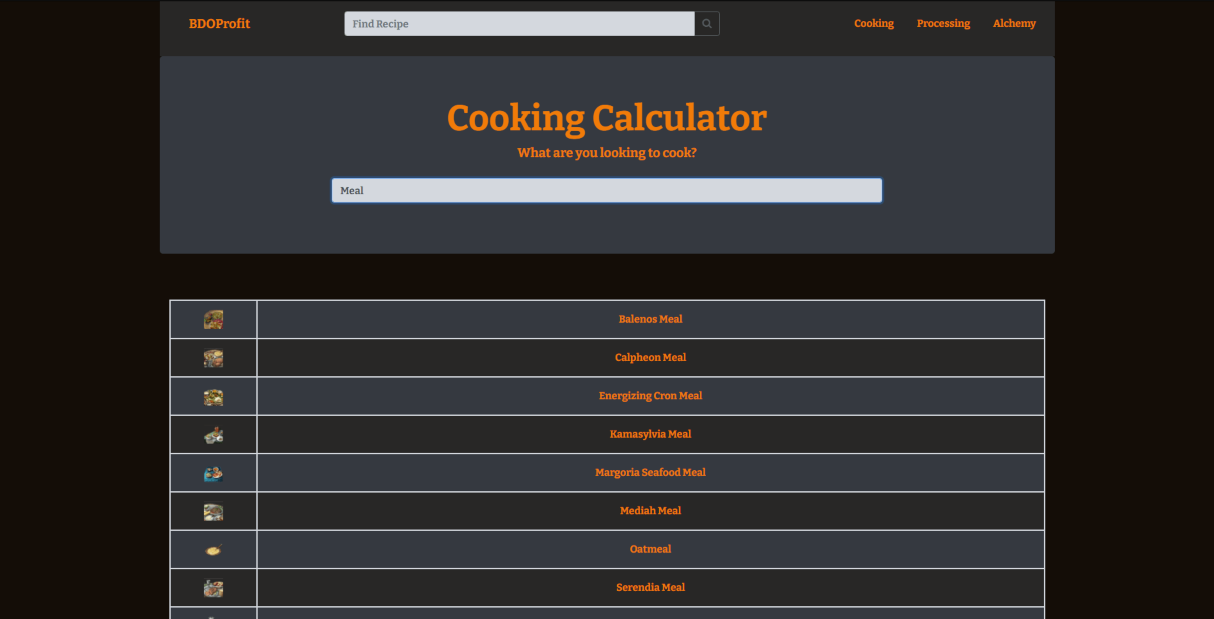 BDOProfit
Find Recipe
Cooking
Processing
Alchemy
Cooking Calculator
What are you looking to cook?
Meal
Balenos Meal
Calpheon Meal
Energizing Cron Meal
Kamasylvia Meal
Margoria Seafood Meal
Mediah Meal
Oatmeal
Serendia Meal